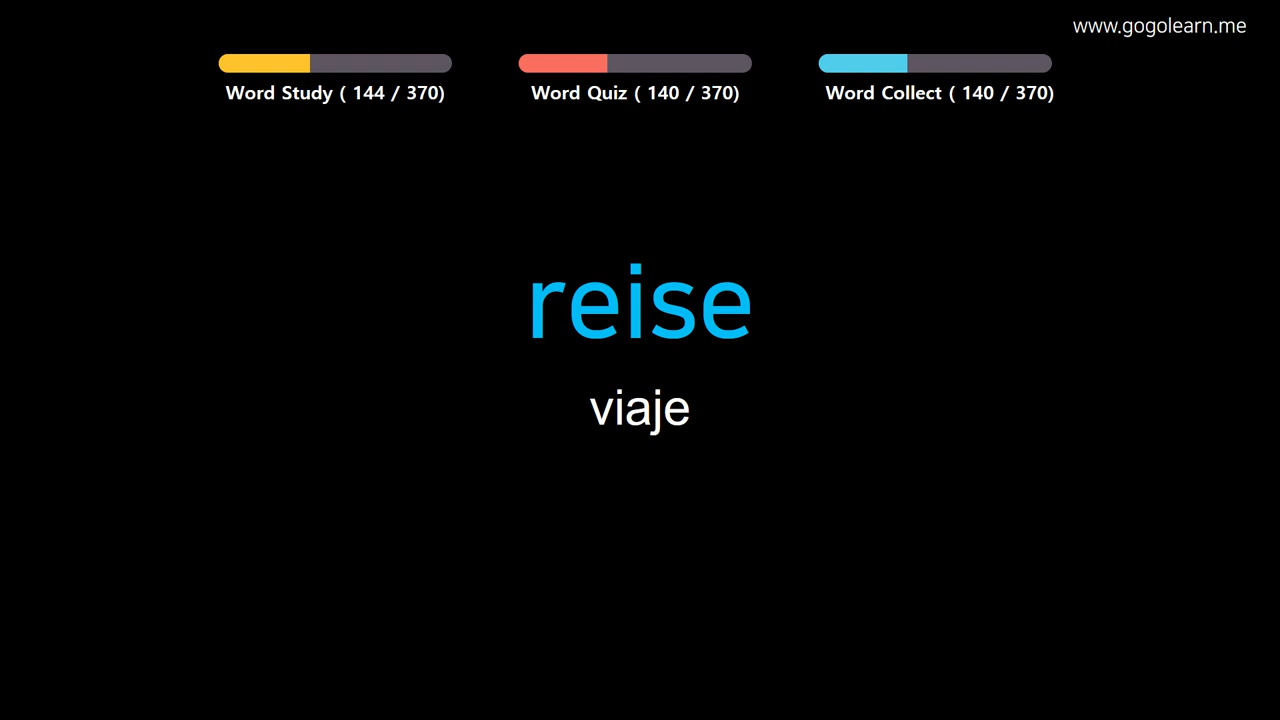 www.gogolearn.me
Word Study ( 144 / 370)
Word Quiz ( 140 / 370)
Word Collect ( 140 / 370)
reise
viaje